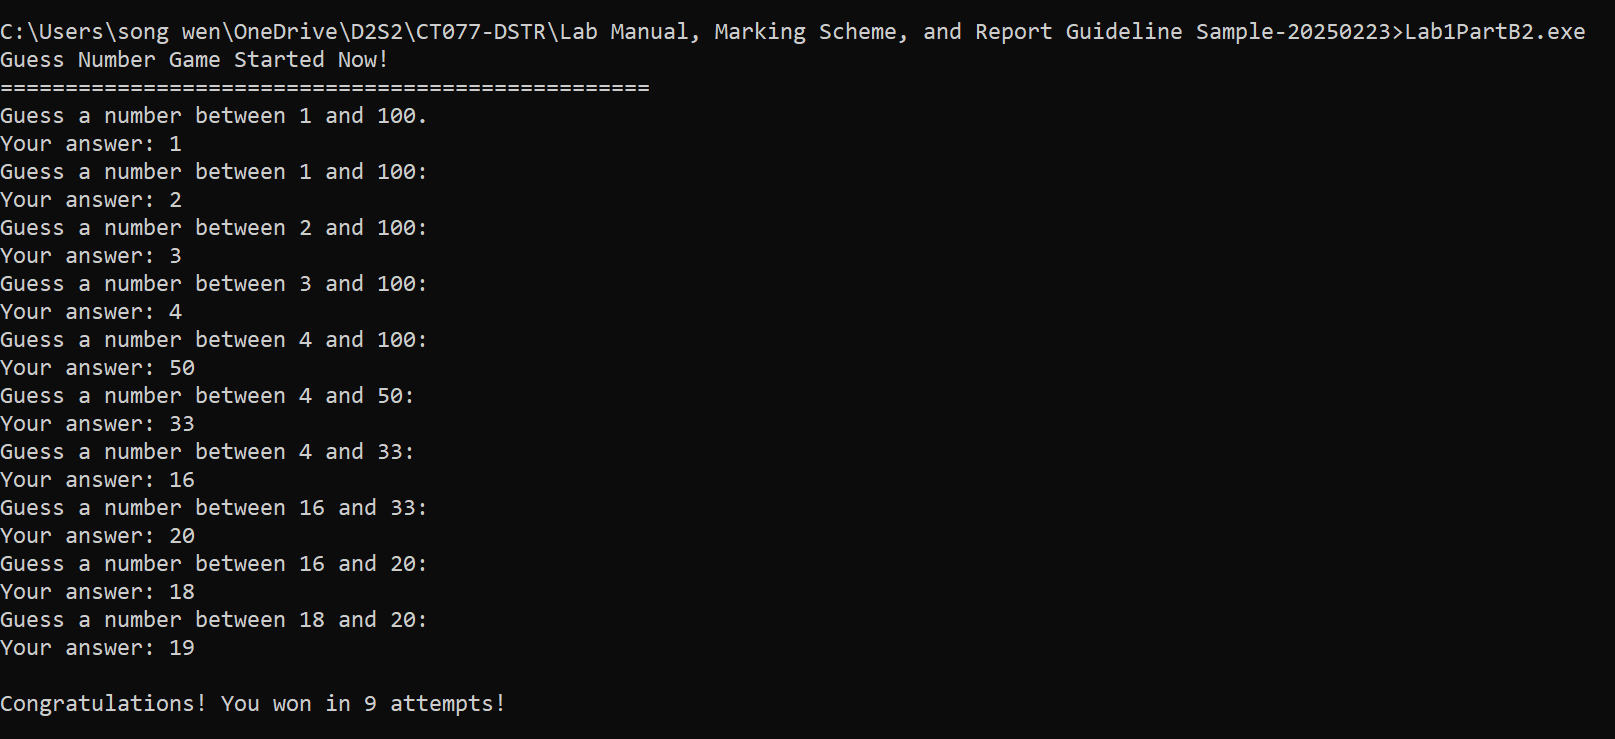 C:\Users\song wen\OneDrive\D2S2\CT077-DSTR\Lab Manual, Marking Scheme, and Report Guideline Sample-20250223>Lab1PartB2.exe
Guess Number Game Started Now!
==================================================
Guess a number between 1 and 100.
Your answer: 1
Guess a number between 1 and 100:
Your answer: 2
Guess a number between 2 and 100:
Your answer: 3
Guess a number between 3 and 100:
Your answer: 4
Guess a number between 4 and 100:
Your answer: 50
Guess a number between 4 and 50:
Your answer: 33
Guess a number between 4 and 33:
Your answer: 16
Guess a number between 16 and 33:
Your answer: 20
Guess a number between 16 and 20:
Your answer: 18
Guess a number between 18 and 20:
Your answer: 19
Congratulations! You won in 9 attempts!